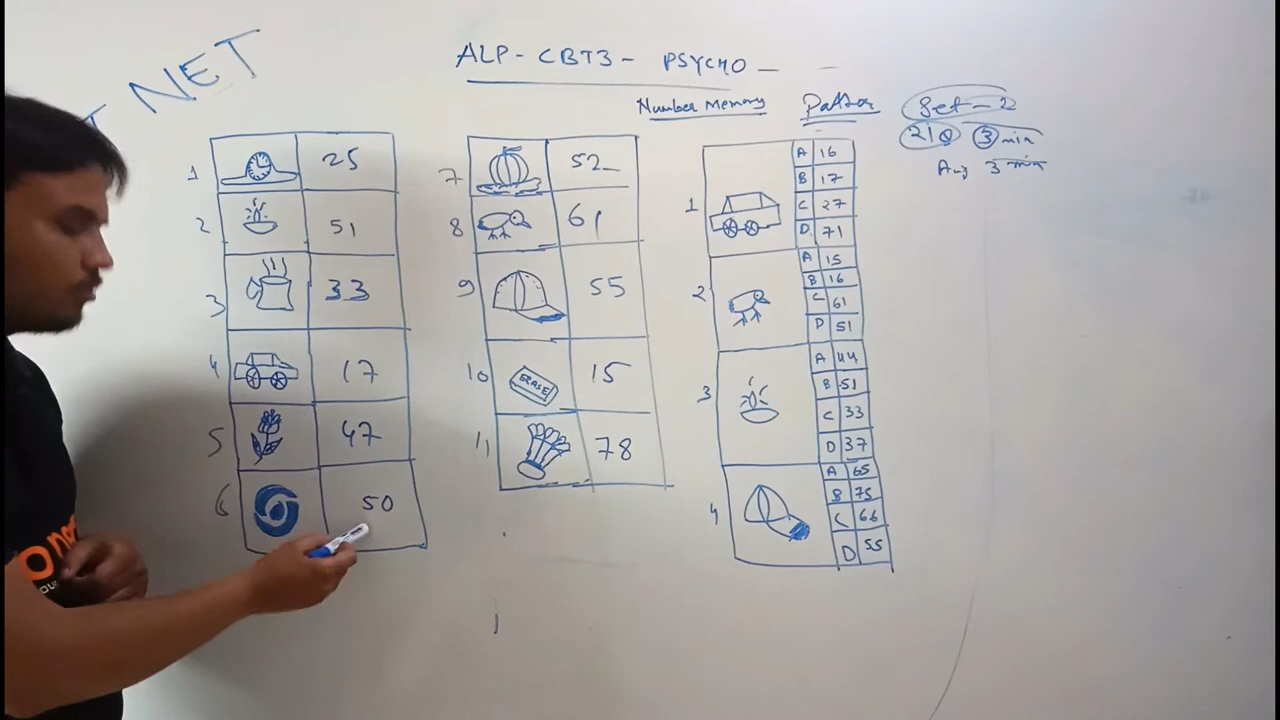 T NET
ALP - CBT3 - PSYCHO -
Number Memory Pattern Set - 2
21Q 3 min
Avg 3 min
1 25
2 51
3 33
4 17
5 47
6 50
7 52
8 61
9 55
10 ERASE 15
11 78
1
A 16
B 17
C 27
D 71
2
A 15
B 16
C 61
D 51
3
A 44
B 51
C 33
D 37
4
A 65
B 75
C 66
D 55